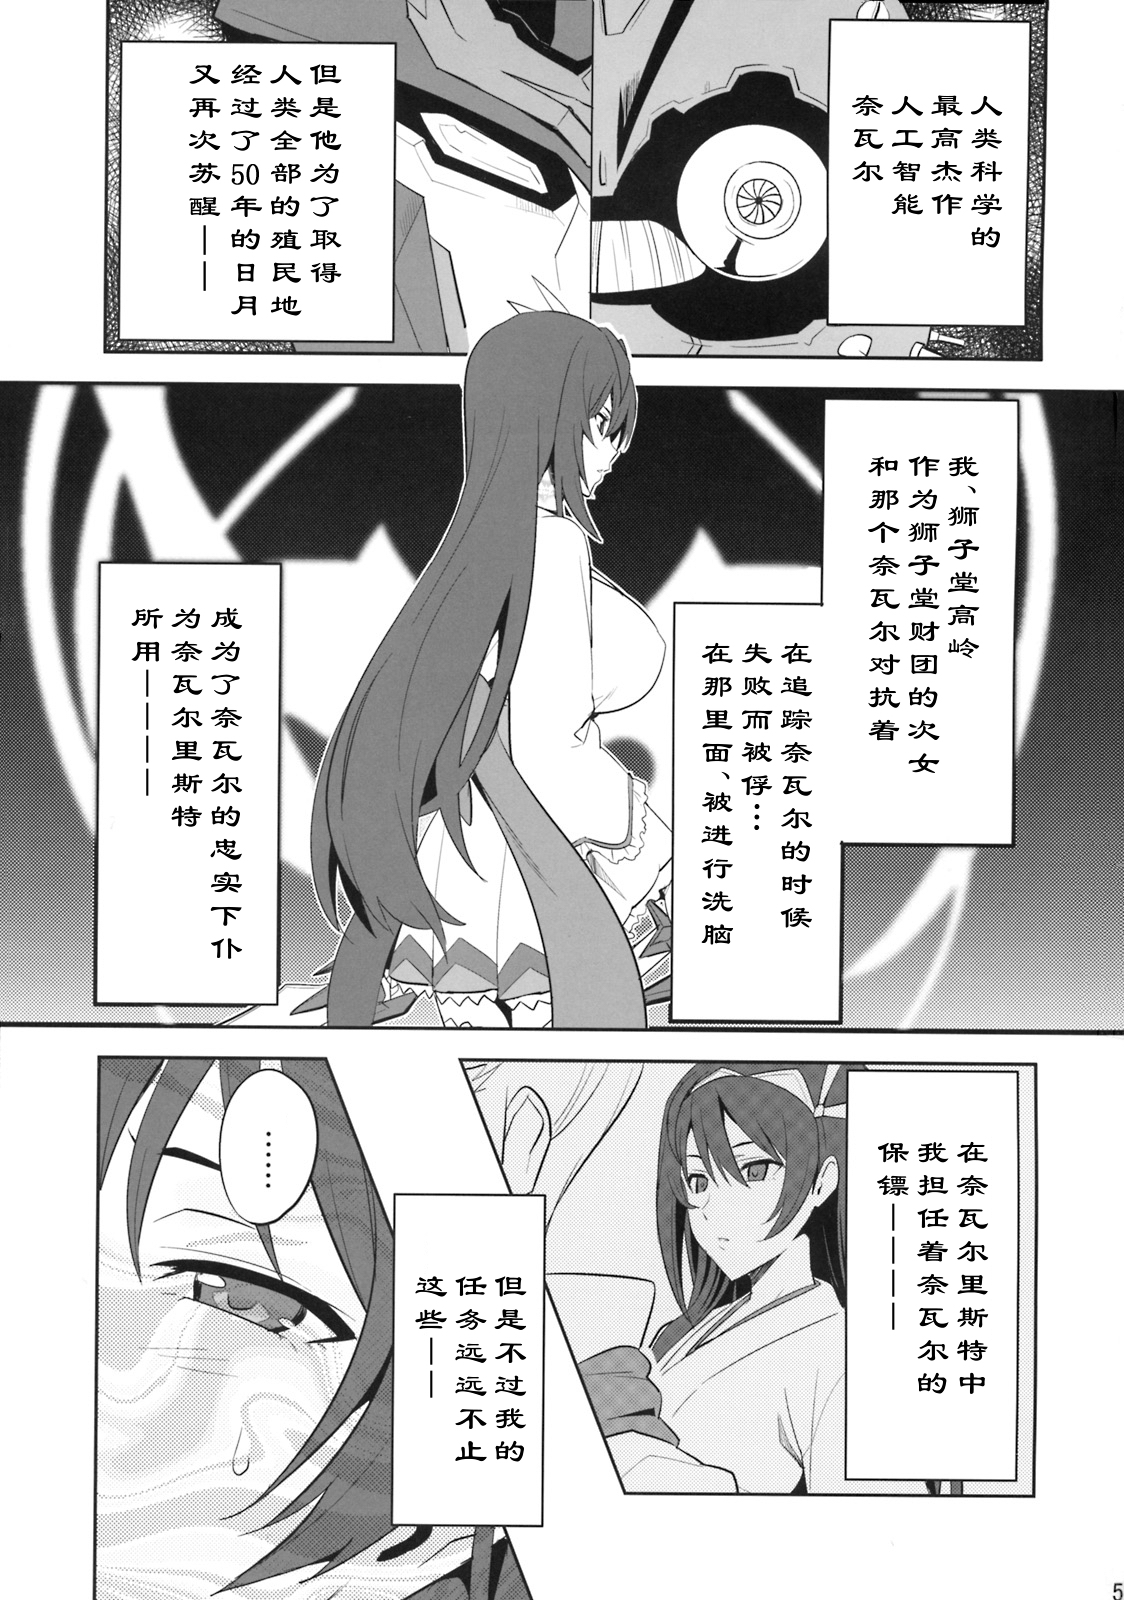 人类科学的
最高杰作
人工智能
奈瓦尔
但是他为了取得
人类全部的殖民地
经过了50年的日月
又再次苏醒——
我、狮子堂高岭
作为狮子堂财团的次女
和那个奈瓦尔对抗着
在追踪奈瓦尔的时候
失败而被俘…
在那里面、被进行洗脑
成为了奈瓦尔的忠实下仆
为奈瓦尔里斯特
所用————
在奈瓦尔里斯特中
我担任着奈瓦尔的
保镖————
但是不过我的
任务远远不止
这些——
……
5